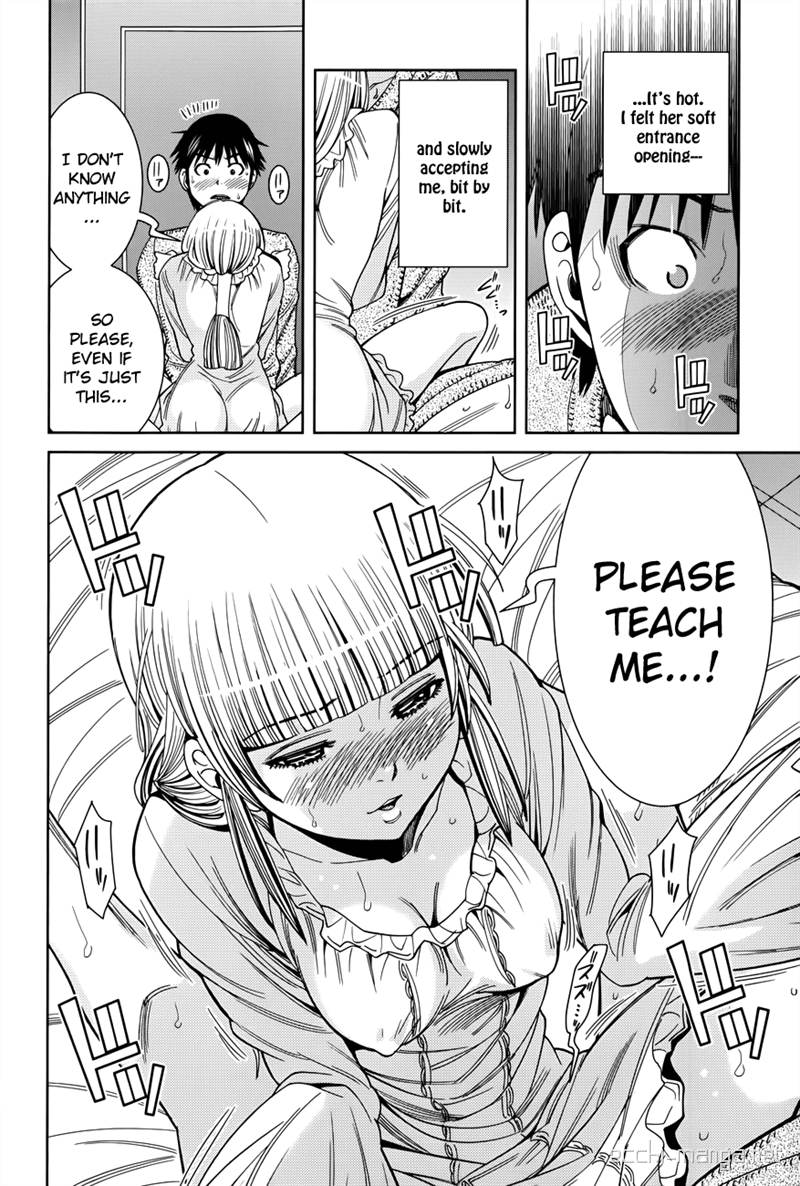 ...It's hot.
I felt her soft
entrance
opening---
and slowly
accepting
me, bit by
bit.
I DON'T
KNOW
ANYTHING
...
SO
PLEASE,
EVEN IF
IT'S JUST
THIS...
PLEASE
TEACH
ME...!